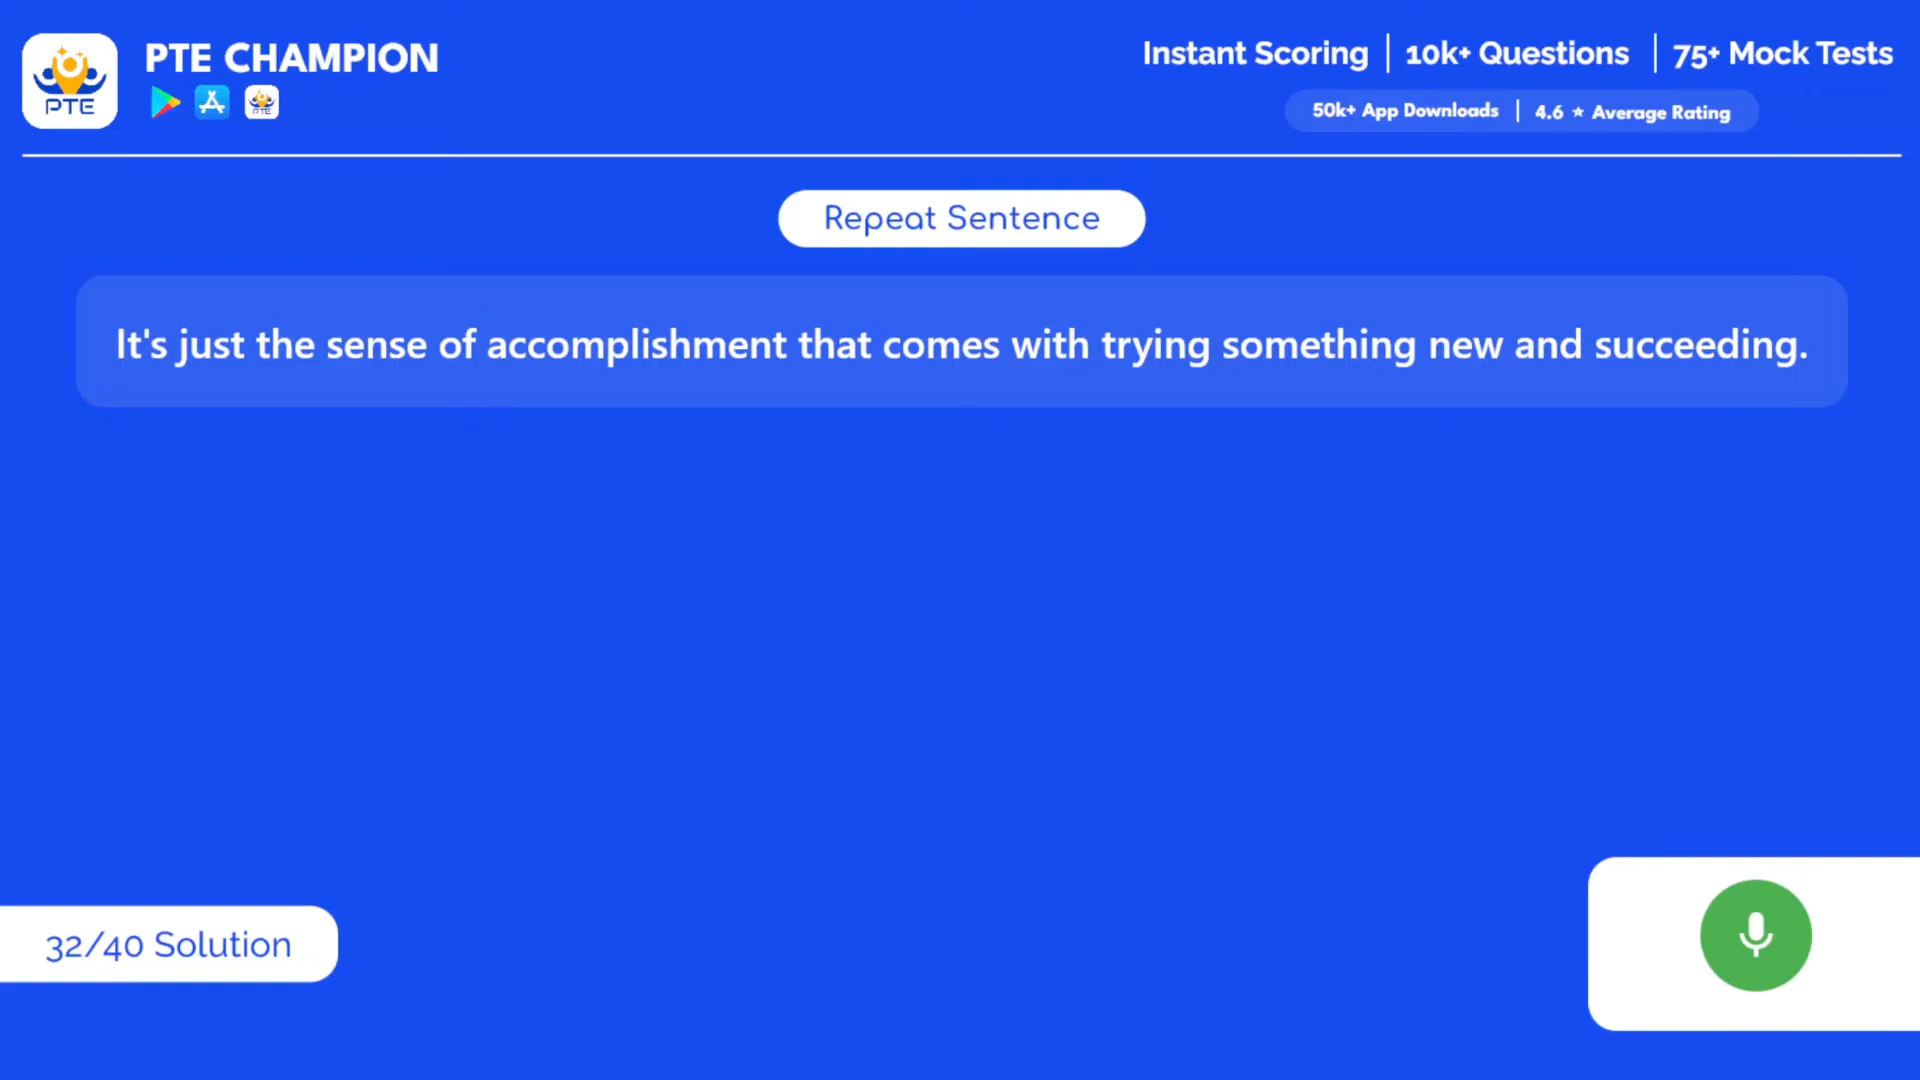 PTE CHAMPION
PTE
PTE
Instant Scoring | 10k+ Questions | 75+ Mock Tests
50k+ App Downloads | 4.6 ★ Average Rating
Repeat Sentence
It's just the sense of accomplishment that comes with trying something new and succeeding.
32/40 Solution